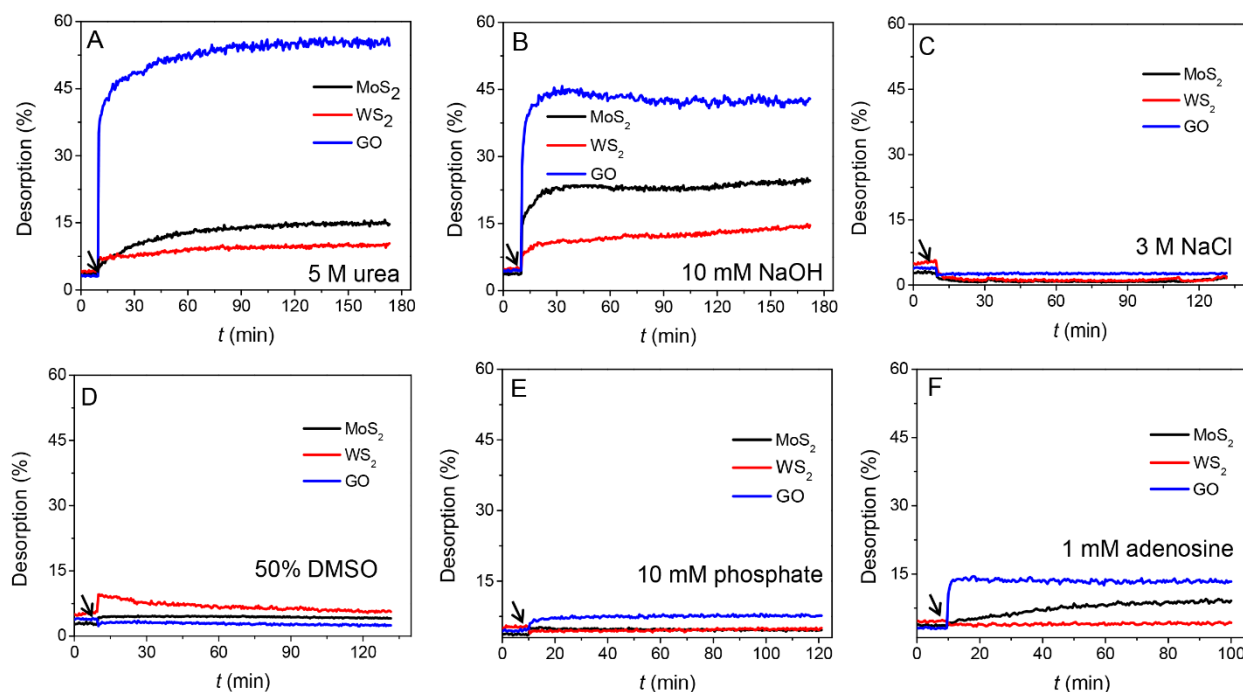 A
60
45
30
15
0
Desorption (%)
MoS2
WS2
GO
5 M urea
0 30 60 90 120 150 180
t (min)
B
60
45
30
15
0
Desorption (%)
MoS2
WS2
GO
10 mM NaOH
0 30 60 90 120 150 180
t (min)
C
60
45
30
15
0
Desorption (%)
MoS2
WS2
GO
3 M NaCl
0 30 60 90 120
t (min)
D
60
45
30
15
0
Desorption (%)
MoS2
WS2
GO
50% DMSO
0 30 60 90 120
t (min)
E
60
45
30
15
0
Desorption (%)
MoS2
WS2
GO
10 mM phosphate
0 20 40 60 80 100 120
t (min)
F
60
45
30
15
0
Desorption (%)
MoS2
WS2
GO
1 mM adenosine
0 20 40 60 80 100
t (min)